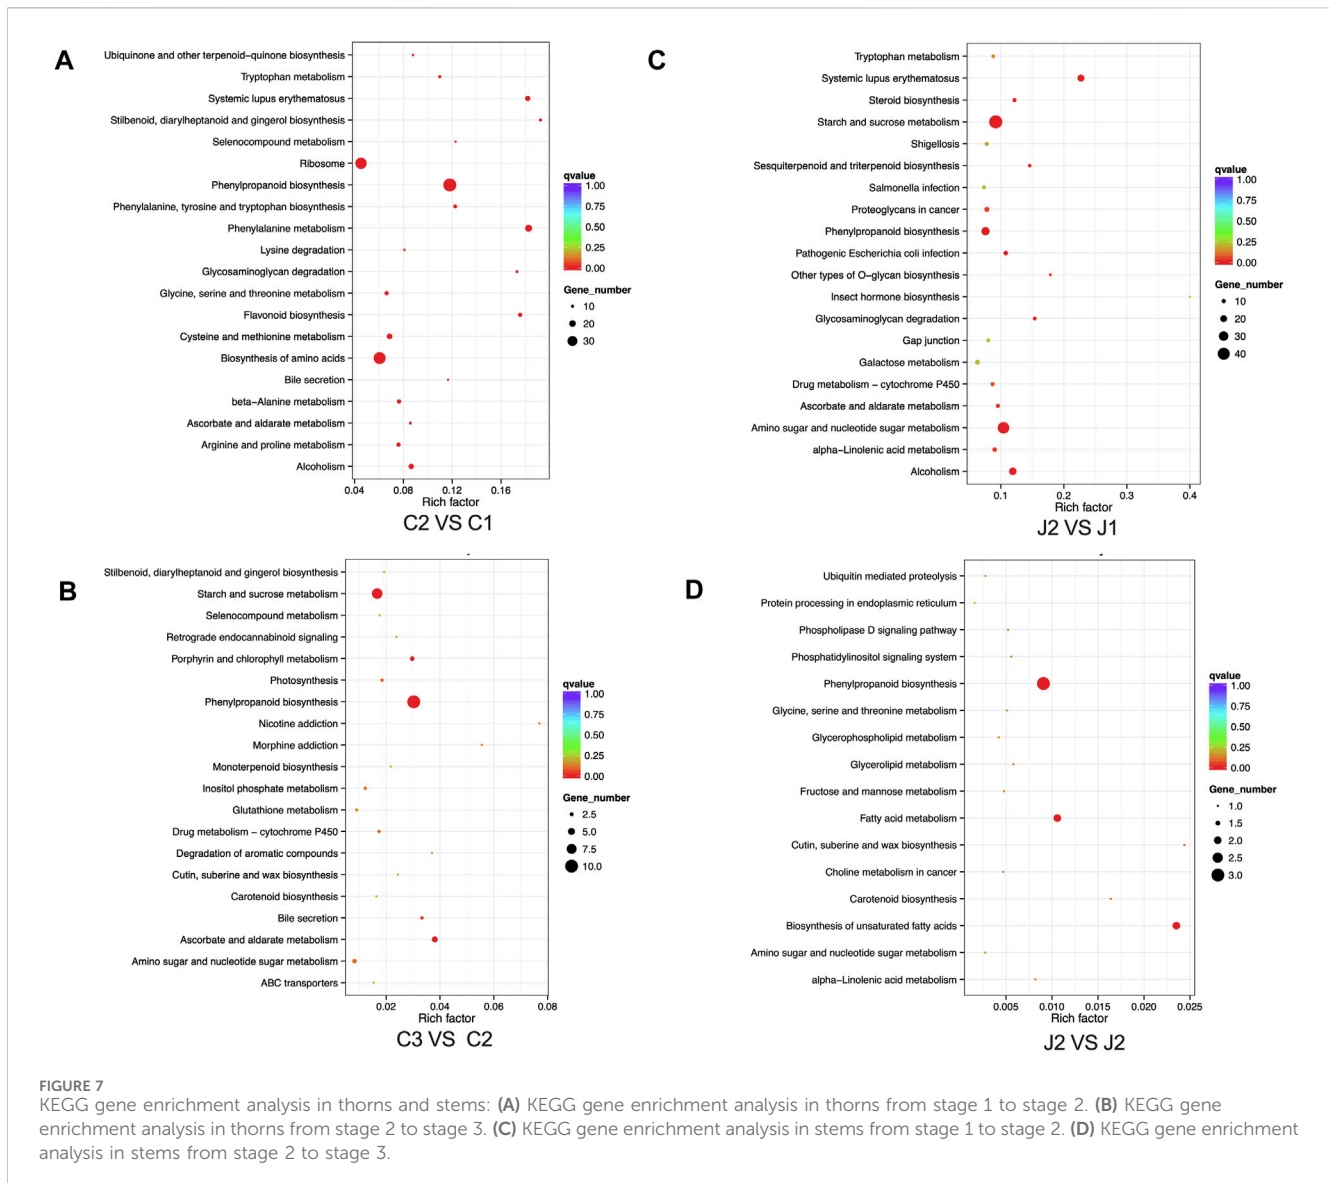 A
Ubiquinone and other terpenoid−quinone biosynthesis
Tryptophan metabolism
Systemic lupus erythematosus
Stilbenoid, diarylheptanoid and gingerol biosynthesis
Selenocompound metabolism
Ribosome
Phenylpropanoid biosynthesis
Phenylalanine, tyrosine and tryptophan biosynthesis
Phenylalanine metabolism
Lysine degradation
Glycosaminoglycan degradation
Glycine, serine and threonine metabolism
Flavonoid biosynthesis
Cysteine and methionine metabolism
Biosynthesis of amino acids
Bile secretion
beta−Alanine metabolism
Ascorbate and aldarate metabolism
Arginine and proline metabolism
Alcoholism
0.04 0.08 0.12 0.16
Rich factor
C2 VS C1
qvalue
1.00
0.75
0.50
0.25
0.00
Gene_number
10
20
30
C
Tryptophan metabolism
Systemic lupus erythematosus
Steroid biosynthesis
Starch and sucrose metabolism
Shigellosis
Sesquiterpenoid and triterpenoid biosynthesis
Salmonella infection
Proteoglycans in cancer
Phenylpropanoid biosynthesis
Pathogenic Escherichia coli infection
Other types of O−glycan biosynthesis
Insect hormone biosynthesis
Glycosaminoglycan degradation
Gap junction
Galactose metabolism
Drug metabolism − cytochrome P450
Ascorbate and aldarate metabolism
Amino sugar and nucleotide sugar metabolism
alpha−Linolenic acid metabolism
Alcoholism
0.1 0.2 0.3 0.4
Rich factor
J2 VS J1
qvalue
1.00
0.75
0.50
0.25
0.00
Gene_number
10
20
30
40
B
Stilbenoid, diarylheptanoid and gingerol biosynthesis
Starch and sucrose metabolism
Selenocompound metabolism
Retrograde endocannabinoid signaling
Porphyrin and chlorophyll metabolism
Photosynthesis
Phenylpropanoid biosynthesis
Nicotine addiction
Morphine addiction
Monoterpenoid biosynthesis
Inositol phosphate metabolism
Glutathione metabolism
Drug metabolism − cytochrome P450
Degradation of aromatic compounds
Cutin, suberine and wax biosynthesis
Carotenoid biosynthesis
Bile secretion
Ascorbate and aldarate metabolism
Amino sugar and nucleotide sugar metabolism
ABC transporters
0.02 0.04 0.06 0.08
Rich factor
C3 VS C2
qvalue
1.00
0.75
0.50
0.25
0.00
Gene_number
2.5
5.0
7.5
10.0
D
Ubiquitin mediated proteolysis
Protein processing in endoplasmic reticulum
Phospholipase D signaling pathway
Phosphatidylinositol signaling system
Phenylpropanoid biosynthesis
Glycine, serine and threonine metabolism
Glycerophospholipid metabolism
Glycerolipid metabolism
Fructose and mannose metabolism
Fatty acid metabolism
Cutin, suberine and wax biosynthesis
Choline metabolism in cancer
Carotenoid biosynthesis
Biosynthesis of unsaturated fatty acids
Amino sugar and nucleotide sugar metabolism
alpha−Linolenic acid metabolism
0.005 0.010 0.015 0.020 0.025
Rich factor
J2 VS J2
qvalue
1.00
0.75
0.50
0.25
0.00
Gene_number
1.0
1.5
2.0
2.5
3.0
FIGURE 7
KEGG gene enrichment analysis in thorns and stems: (A) KEGG gene enrichment analysis in thorns from stage 1 to stage 2. (B) KEGG gene
enrichment analysis in thorns from stage 2 to stage 3. (C) KEGG gene enrichment analysis in stems from stage 1 to stage 2. (D) KEGG gene enrichment
analysis in stems from stage 2 to stage 3.